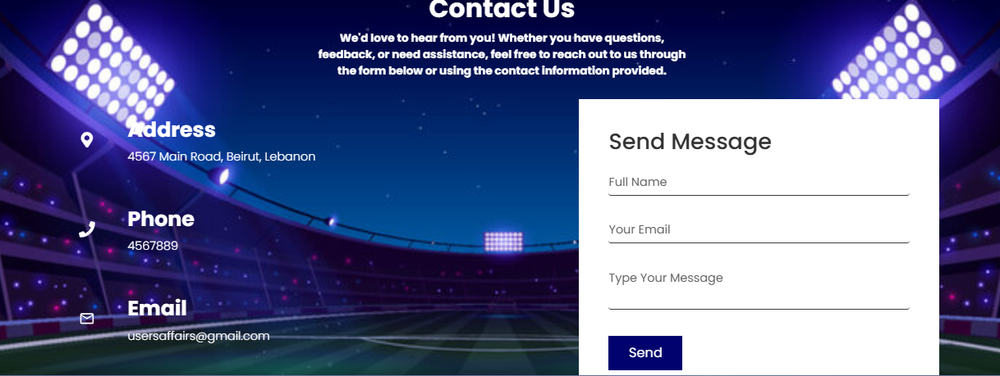 Contact Us
We'd love to hear from you! Whether you have questions,
feedback, or need assistance, feel free to reach out to us through
the form below or using the contact information provided.
Address
4567 Main Road, Beirut, Lebanon
Phone
4567889
Email
usersaffairs@gmail.com
Send Message
Full Name
Your Email
Type Your Message
Send